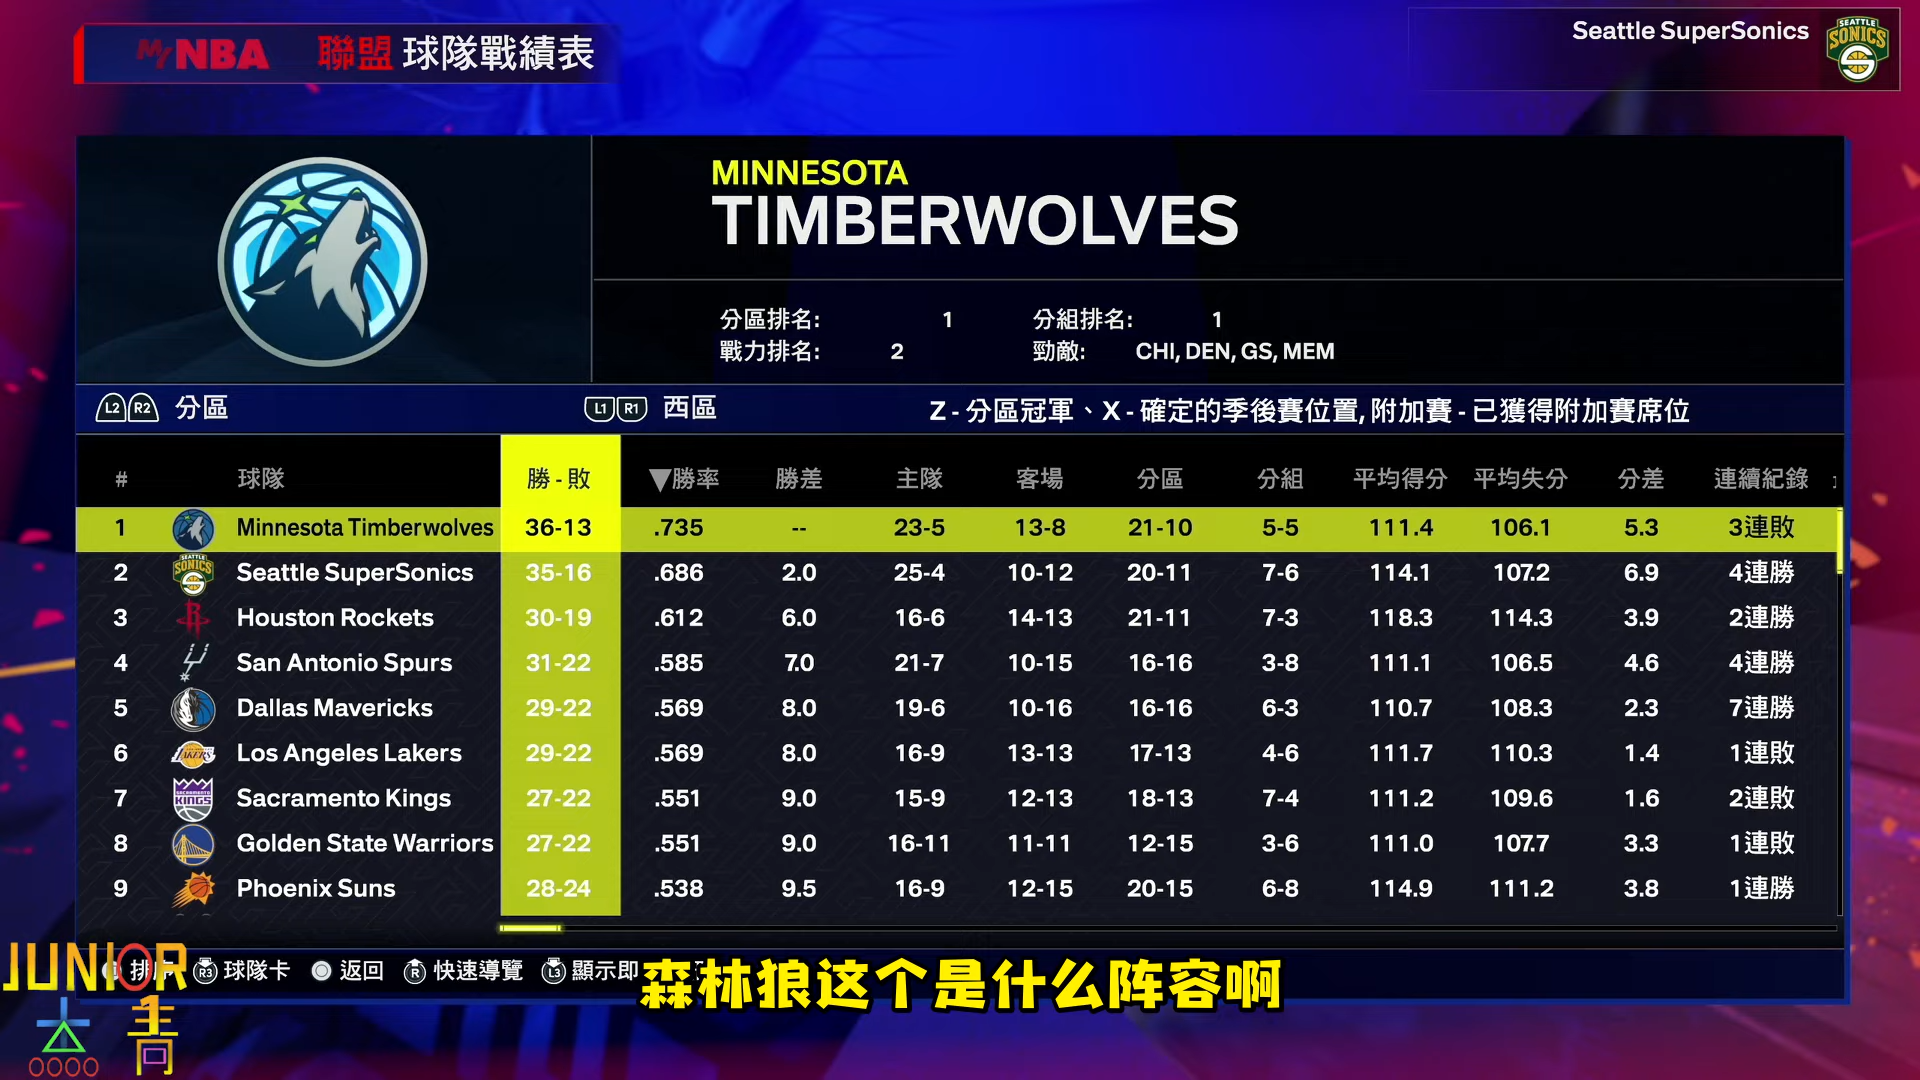 MyNBA 聯盟 球隊戰績表
Seattle SuperSonics
SEATTLE SONICS
MINNESOTA
TIMBERWOLVES
分區排名: 1 分組排名: 1
戰力排名: 2 勁敵: CHI, DEN, GS, MEM
L2 R2 分區 L1 R1 西區 Z - 分區冠軍、X - 確定的季後賽位置, 附加賽 - 已獲得附加賽席位
# 球隊 勝 - 敗 ▼勝率 勝差 主隊 客場 分區 分組 平均得分 平均失分 分差 連續紀錄
1 Minnesota Timberwolves 36-13 .735 -- 23-5 13-8 21-10 5-5 111.4 106.1 5.3 3連敗
2 Seattle SuperSonics 35-16 .686 2.0 25-4 10-12 20-11 7-6 114.1 107.2 6.9 4連勝
3 Houston Rockets 30-19 .612 6.0 16-6 14-13 21-11 7-3 118.3 114.3 3.9 2連勝
4 San Antonio Spurs 31-22 .585 7.0 21-7 10-15 16-16 3-8 111.1 106.5 4.6 4連勝
5 Dallas Mavericks 29-22 .569 8.0 19-6 10-16 16-16 6-3 110.7 108.3 2.3 7連勝
6 Los Angeles Lakers 29-22 .569 8.0 16-9 13-13 17-13 4-6 111.7 110.3 1.4 1連敗
7 Sacramento Kings 27-22 .551 9.0 15-9 12-13 18-13 7-4 111.2 109.6 1.6 2連敗
8 Golden State Warriors 27-22 .551 9.0 16-11 11-11 12-15 3-6 111.0 107.7 3.3 1連敗
9 Phoenix Suns 28-24 .538 9.5 16-9 12-15 20-15 6-8 114.9 111.2 3.8 1連勝
JUNIOR
排 R3 球隊卡 返回 R 快速導覽 L3 顯示即
森林狼这个是什么阵容啊